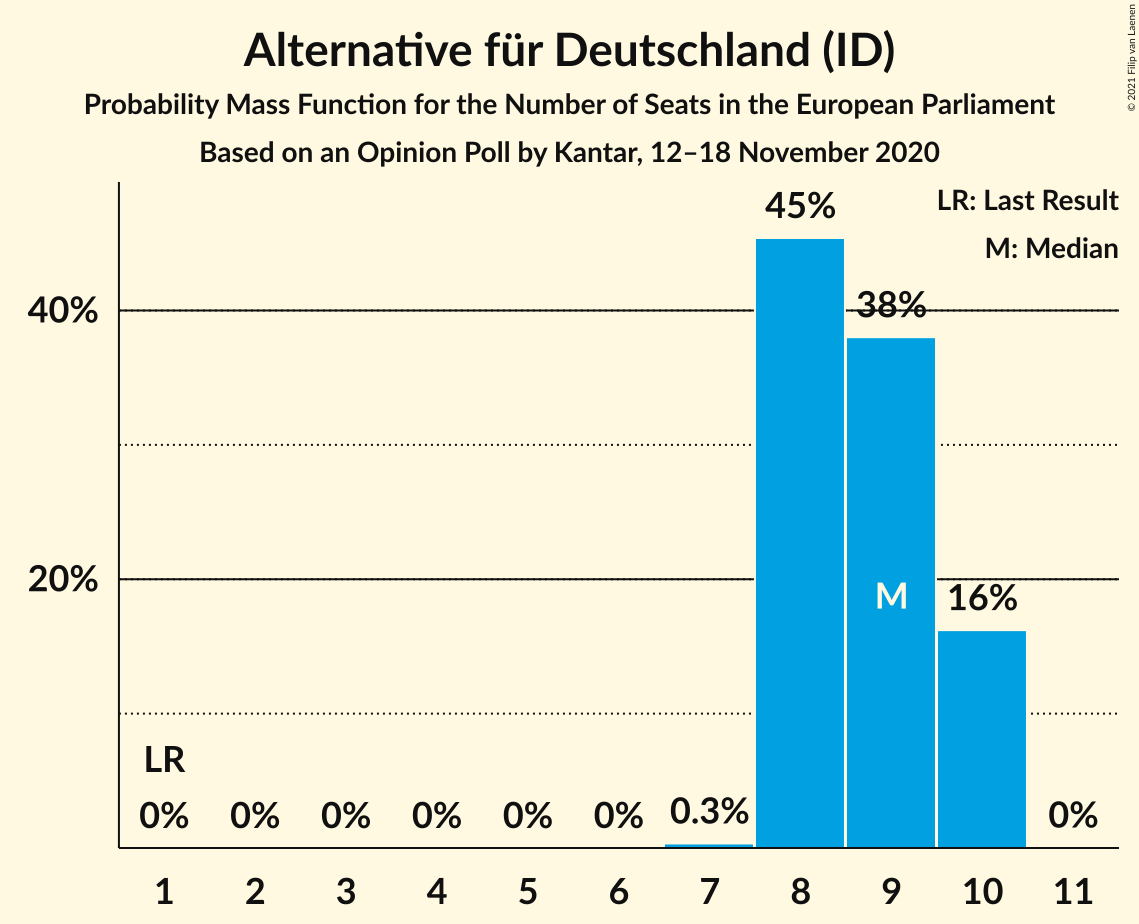 Alternative für Deutschland (ID)
Probability Mass Function for the Number of Seats in the European Parliament
Based on an Opinion Poll by Kantar, 12–18 November 2020
© 2021 Filip van Laenen
LR: Last Result
M: Median
45%
38%
16%
40%
20%
M
LR
0% 0% 0% 0% 0% 0% 0.3% 0%
1 2 3 4 5 6 7 8 9 10 11